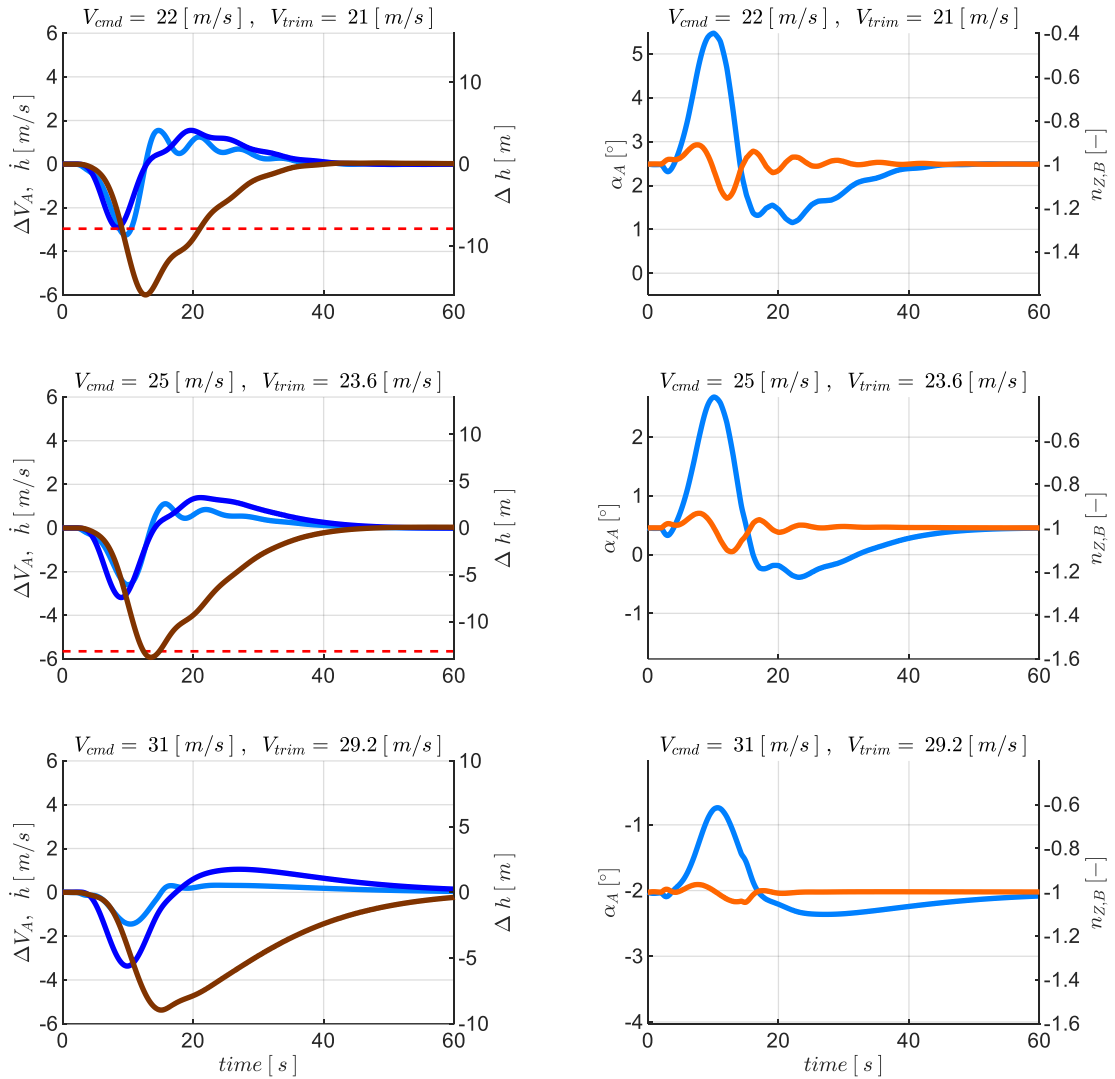 V_cmd = 22 [ m/s ] , V_trim = 21 [ m/s ]
6
4
2
0
-2
-4
-6
ΔV_A, ḣ [ m/s ]
10
0
-10
Δ h [ m ]
0 20 40 60
V_cmd = 22 [ m/s ] , V_trim = 21 [ m/s ]
5
4
3
2
1
0
α_A [°]
-0.4
-0.6
-0.8
-1
-1.2
-1.4
n_Z,B [−]
0 20 40 60
V_cmd = 25 [ m/s ] , V_trim = 23.6 [ m/s ]
6
4
2
0
-2
-4
-6
ΔV_A, ḣ [ m/s ]
10
5
0
-5
-10
Δ h [ m ]
0 20 40 60
V_cmd = 25 [ m/s ] , V_trim = 23.6 [ m/s ]
2
1
0
-1
α_A [°]
-0.6
-0.8
-1
-1.2
-1.4
-1.6
n_Z,B [−]
0 20 40 60
V_cmd = 31 [ m/s ] , V_trim = 29.2 [ m/s ]
6
4
2
0
-2
-4
-6
ΔV_A, ḣ [ m/s ]
10
5
0
-5
-10
Δ h [ m ]
0 20 40 60
time [ s ]
V_cmd = 31 [ m/s ] , V_trim = 29.2 [ m/s ]
-1
-2
-3
-4
α_A [°]
-0.6
-0.8
-1
-1.2
-1.4
-1.6
n_Z,B [−]
0 20 40 60
time [ s ]